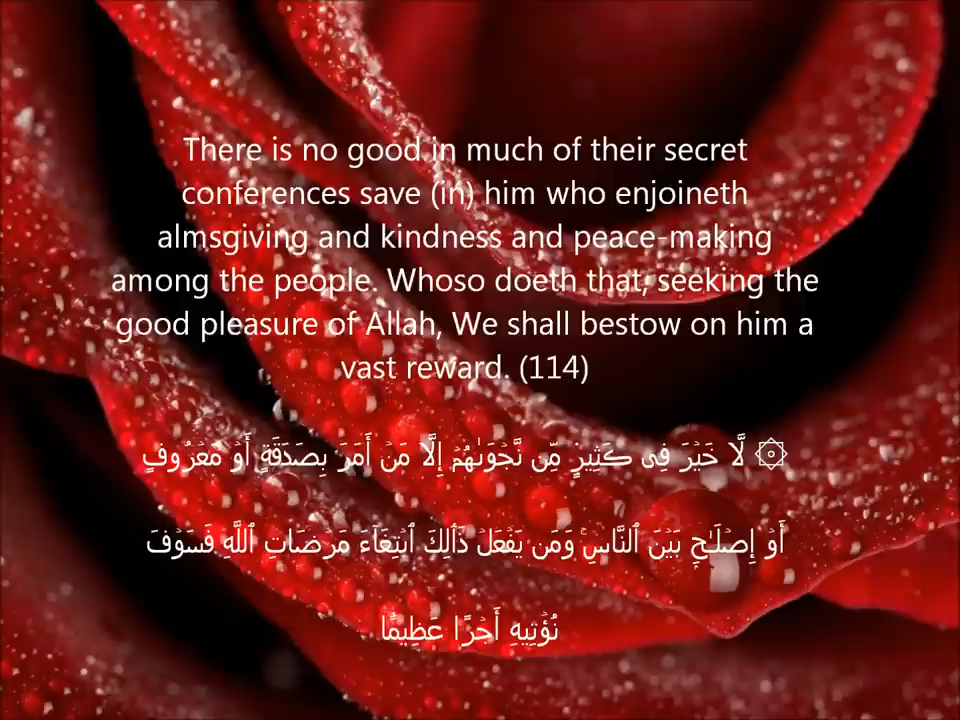 There is no good in much of their secret
conferences save (in) him who enjoineth
almsgiving and kindness and peace-making
among the people. Whoso doeth that, seeking the
good pleasure of Allah, We shall bestow on him a
vast reward. (114)
۞ لَّا خَيْرَ فِى كَثِيرٍ مِّن نَّجْوَىٰهُمْ إِلَّا مَنْ أَمَرَ بِصَدَقَةٍ أَوْ مَعْرُوفٍ
أَوْ إِصْلَـٰحٍ بَيْنَ ٱلنَّاسِ ۚ وَمَن يَفْعَلْ ذَٰلِكَ ٱبْتِغَآءَ مَرْضَاتِ ٱللَّهِ فَسَوْفَ
نُؤْتِيهِ أَجْرًا عَظِيمًا